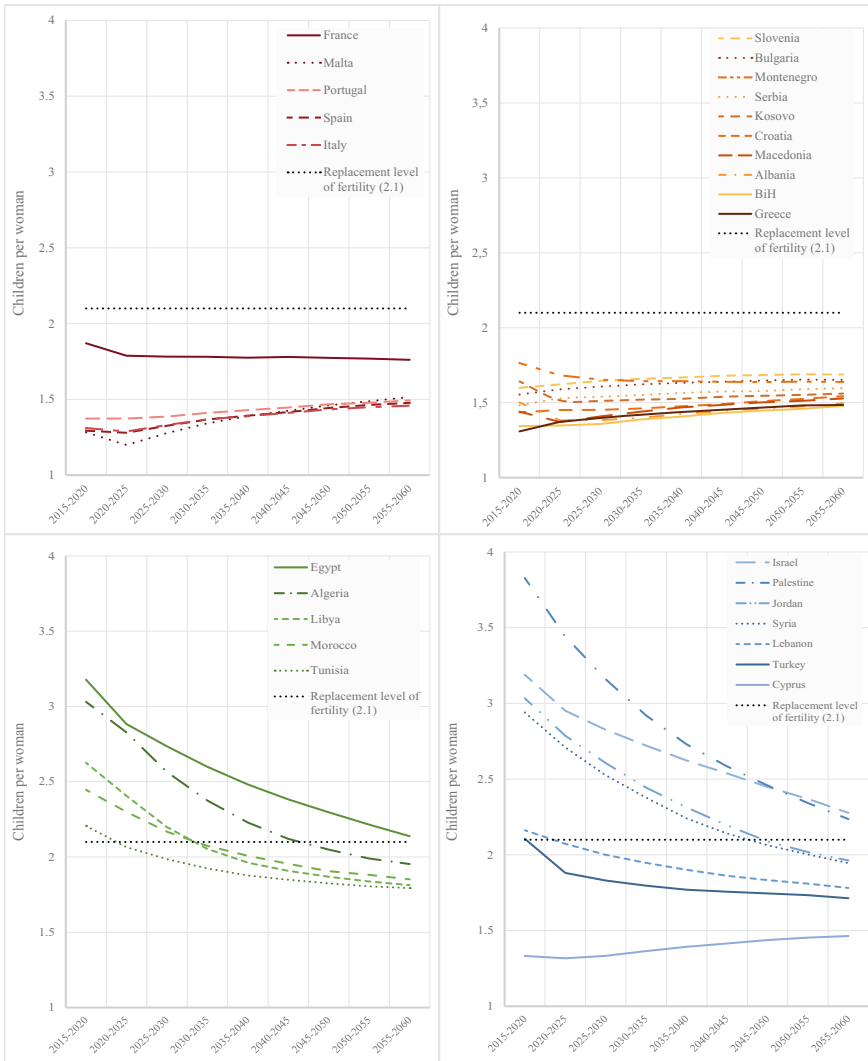 4
3.5
3
2.5
2
1.5
1
Children per woman
France
Malta
Portugal
Spain
Italy
Replacement level
of fertility (2.1)
2015-2020
2020-2025
2025-2030
2030-2035
2035-2040
2040-2045
2045-2050
2050-2055
2055-2060
4
3,5
3
2,5
2
1.5
1
Children per woman
Slovenia
Bulgaria
Montenegro
Serbia
Kosovo
Croatia
Macedonia
Albania
BiH
Greece
Replacement level
of fertility (2.1)
2015-2020
2020-2025
2025-2030
2030-2035
2035-2040
2040-2045
2045-2050
2050-2055
2055-2060
4
3.5
3
2.5
2
1.5
1
Children per woman
Egypt
Algeria
Libya
Morocco
Tunisia
Replacement level of
fertility (2.1)
2015-2020
2020-2025
2025-2030
2030-2035
2035-2040
2040-2045
2045-2050
2050-2055
2055-2060
4
3.5
3
2.5
2
1.5
1
Children per woman
Israel
Palestine
Jordan
Syria
Lebanon
Turkey
Cyprus
Replacement level
of fertility (2.1)
2015-2020
2020-2025
2025-2030
2030-2035
2035-2040
2040-2045
2045-2050
2050-2055
2055-2060